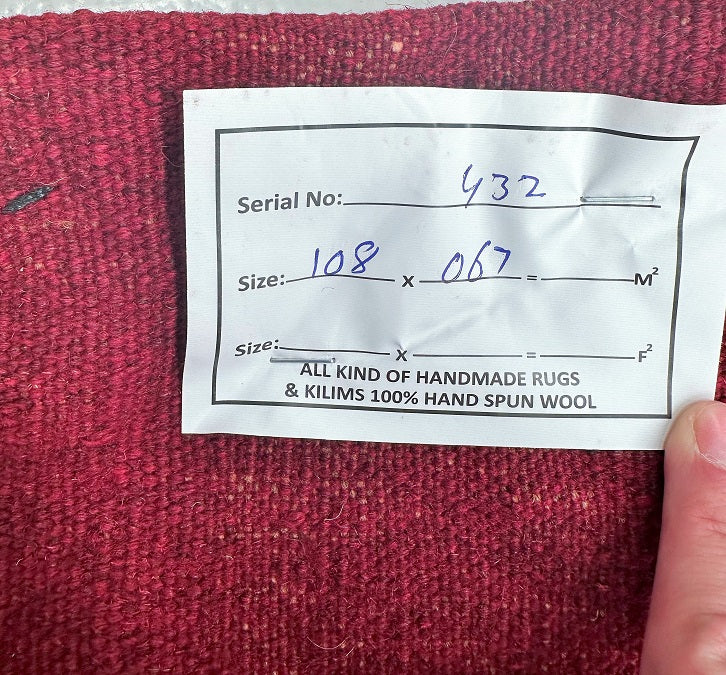 Serial No: 432
Size: 108 x 067 = M²
Size: x = F²
ALL KIND OF HANDMADE RUGS
& KILIMS 100% HAND SPUN WOOL